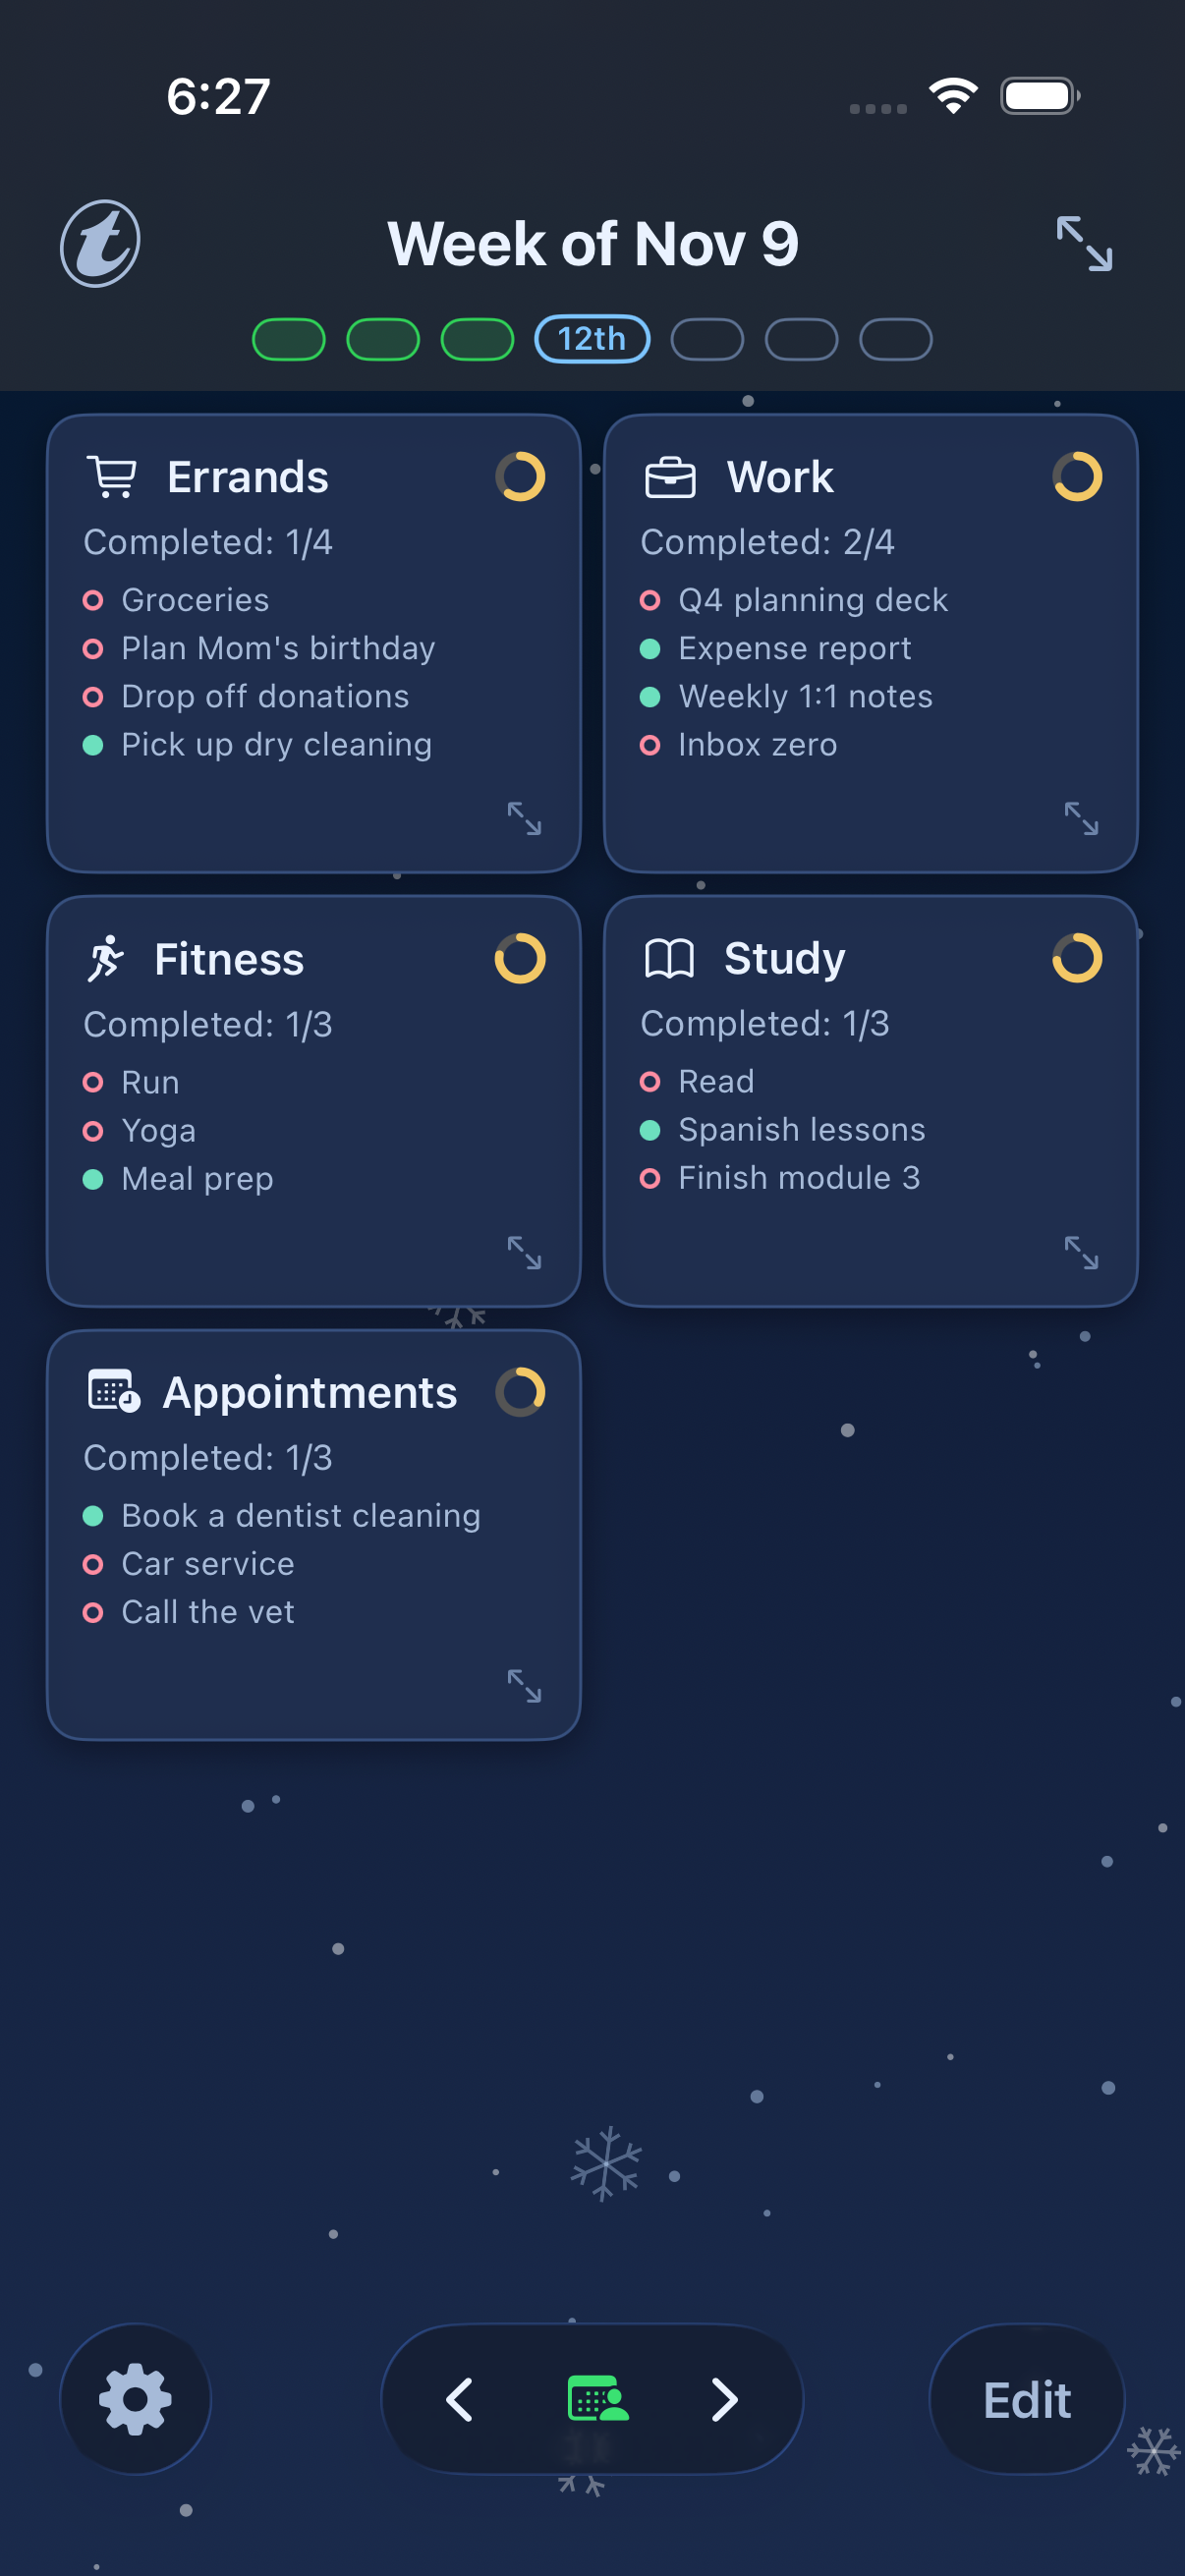 6:27
t
Week of Nov 9
12th
Errands
Completed: 1/4
Groceries
Plan Mom's birthday
Drop off donations
Pick up dry cleaning
Work
Completed: 2/4
Q4 planning deck
Expense report
Weekly 1:1 notes
Inbox zero
Fitness
Completed: 1/3
Run
Yoga
Meal prep
Study
Completed: 1/3
Read
Spanish lessons
Finish module 3
Appointments
Completed: 1/3
Book a dentist cleaning
Car service
Call the vet
Edit